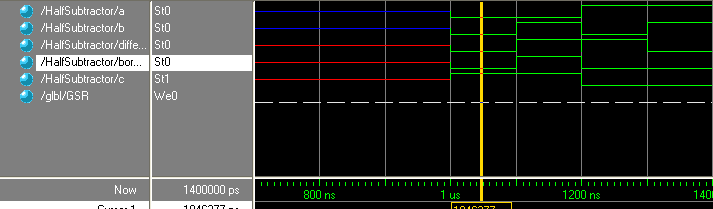 /HalfSubtractor/a St0
/HalfSubtractor/b St0
/HalfSubtractor/diffe... St0
/HalfSubtractor/bor... St0
/HalfSubtractor/c St1
/glbl/GSR We0
Now 1400000 ps 800 ns 1 us 1200 ns 140